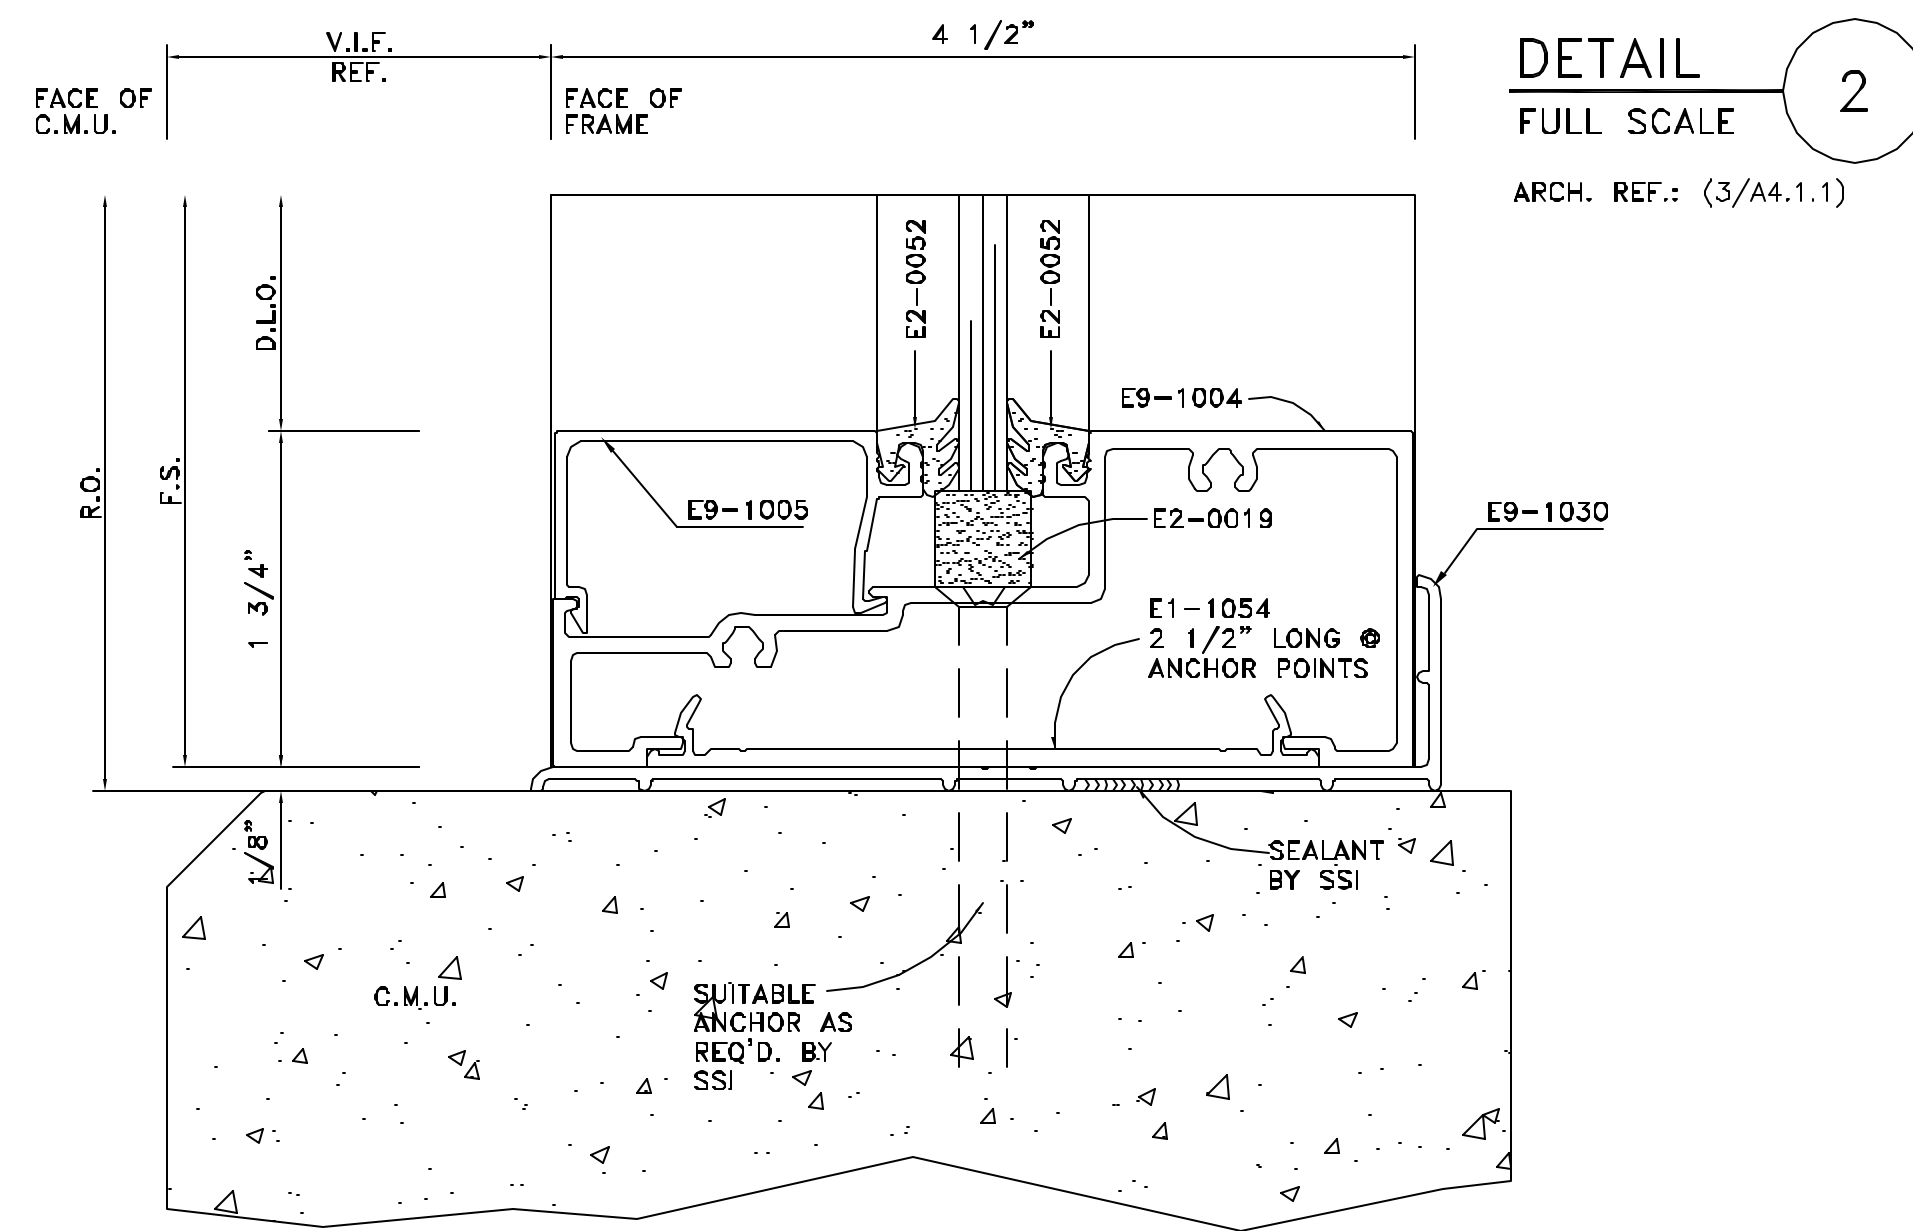 V.I.F.
REF.
4 1/2"
FACE OF
C.M.U.
FACE OF
FRAME
DETAIL
2
FULL SCALE
ARCH. REF.: (3/A4.1.1)
R.O.
F.S.
D.L.O.
1 3/4"
1/8"
E2-0052
E2-0052
E9-1004
E9-1005
E2-0019
E9-1030
E1-1054
2 1/2" LONG @
ANCHOR POINTS
SEALANT
BY SSI
C.M.U.
SUITABLE
ANCHOR AS
REQ'D. BY
SSI